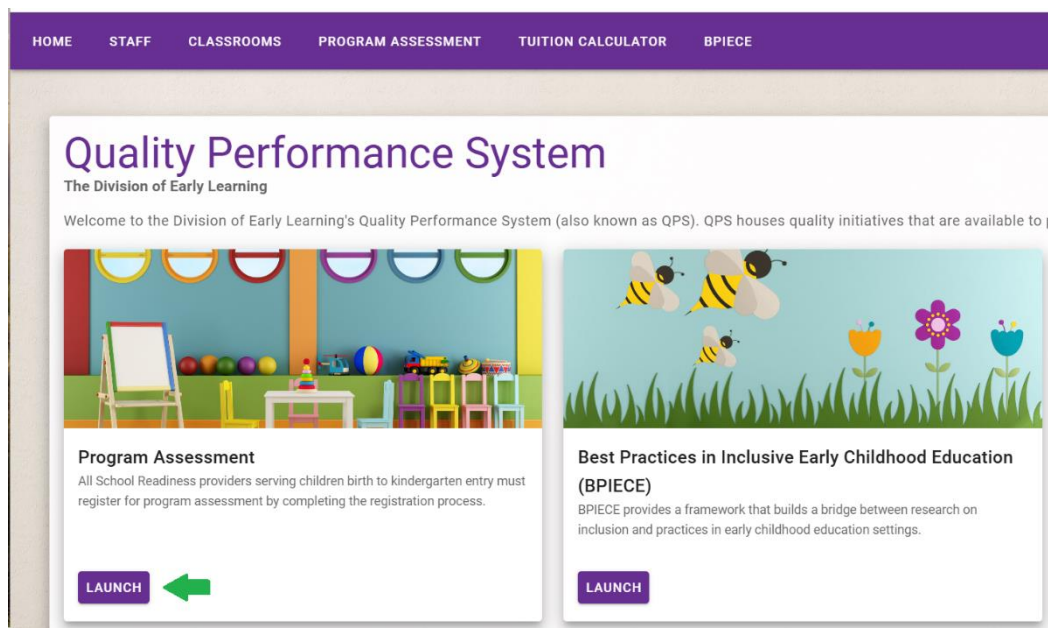 HOME STAFF CLASSROOMS PROGRAM ASSESSMENT TUITION CALCULATOR BPIECE
Quality Performance System
The Division of Early Learning
Welcome to the Division of Early Learning's Quality Performance System (also known as QPS). QPS houses quality initiatives that are available to
Program Assessment
All School Readiness providers serving children birth to kindergarten entry must
register for program assessment by completing the registration process.
LAUNCH
Best Practices in Inclusive Early Childhood Education
(BPIECE)
BPIECE provides a framework that builds a bridge between research on
inclusion and practices in early childhood education settings.
LAUNCH